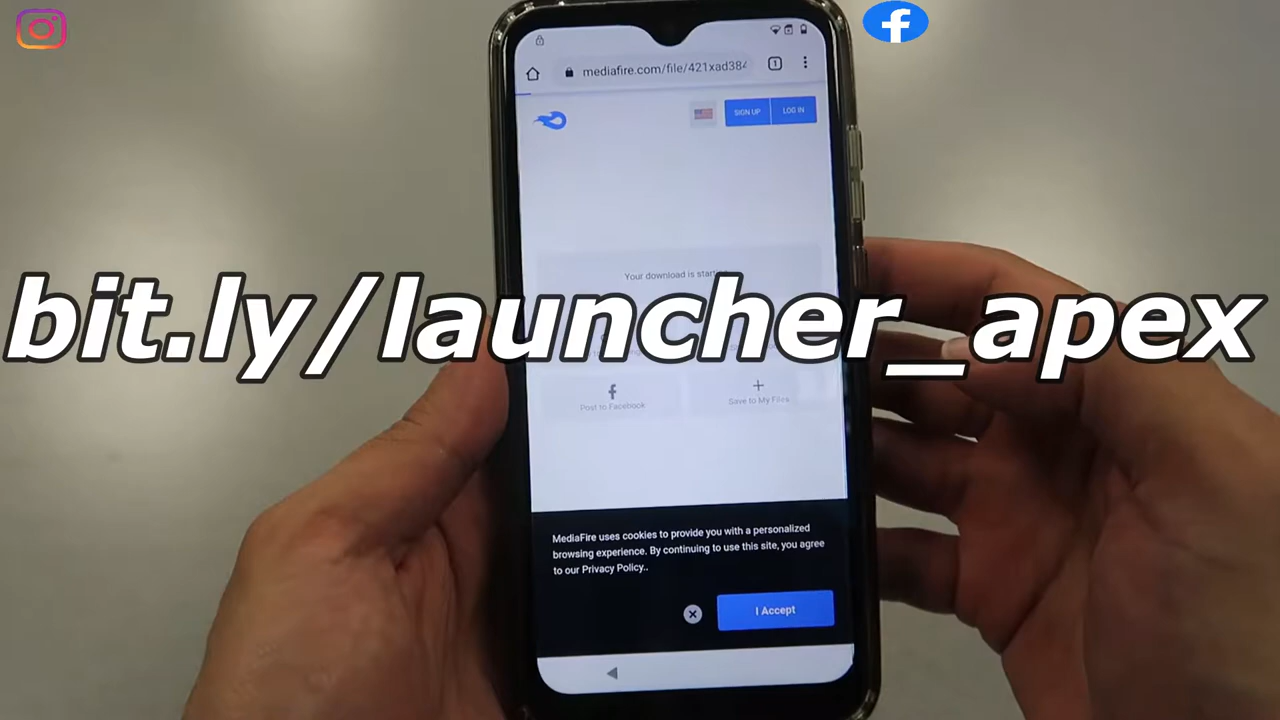 mediafire.com/file/421xad384
1
SIGN UP
LOG IN
Your download is start
bit.ly/launcher_apex
Post to Facebook
Save to My Files
MediaFire uses cookies to provide you with a personalized
browsing experience. By continuing to use this site, you agree
to our Privacy Policy..
I Accept